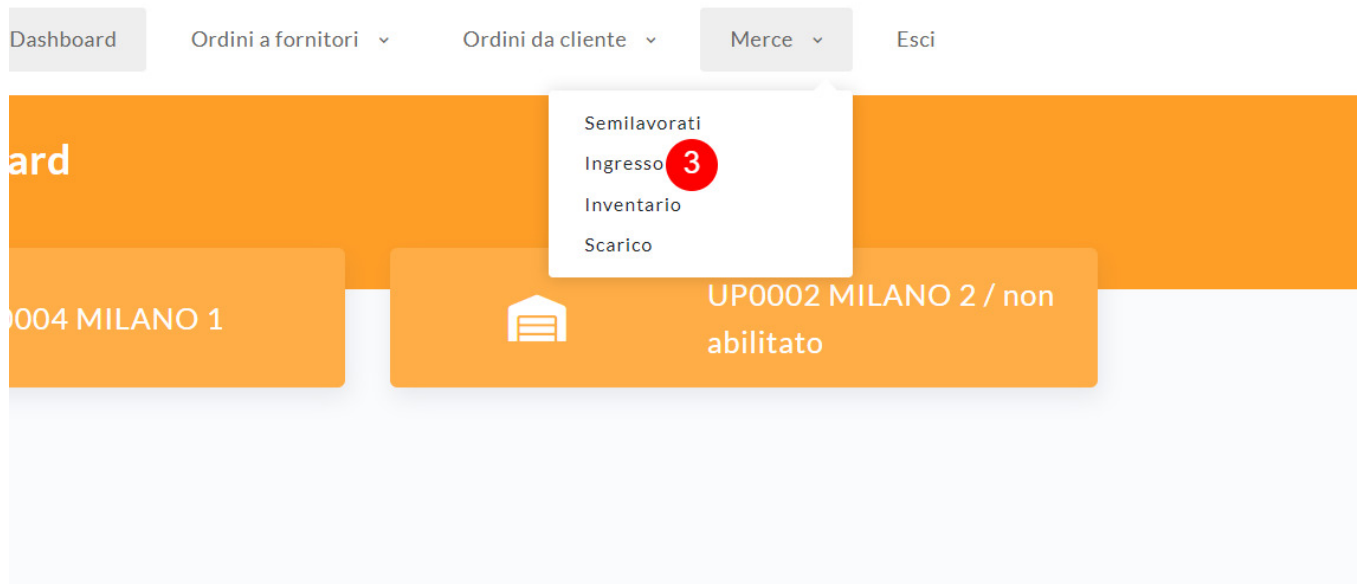 Dashboard
Ordini a fornitori
Ordini da cliente
Merce
Esci
Semilavorati
ard
Ingresso 3
Inventario
Scarico
0004 MILANO 1
UP0002 MILANO 2 / non
abilitato